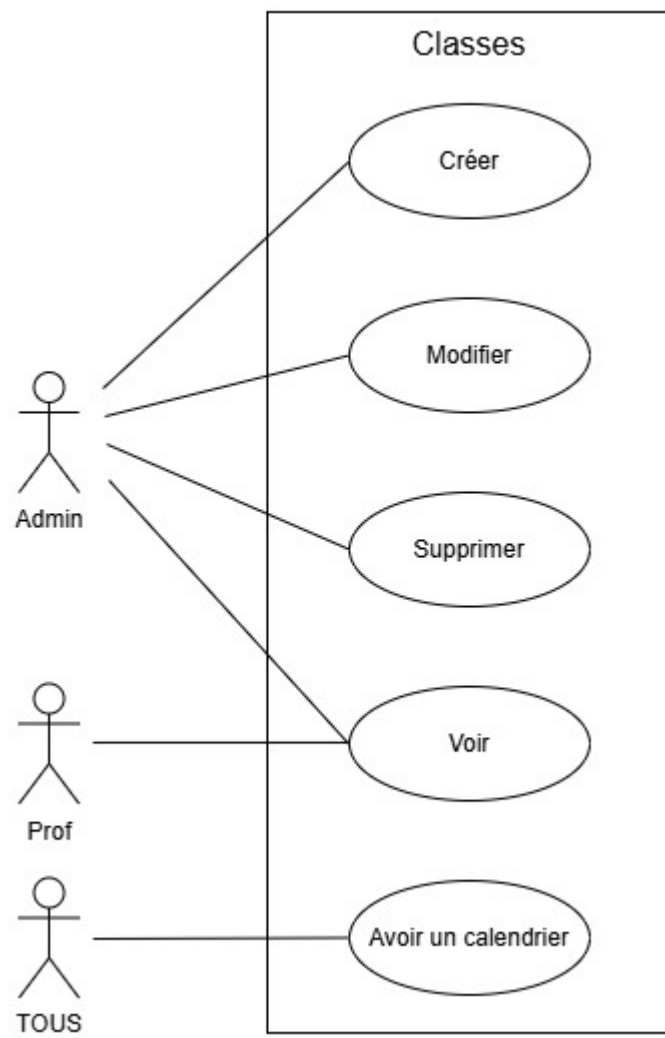 Classes
Créer
Modifier
Admin
Supprimer
Voir
Prof
Avoir un calendrier
TOUS